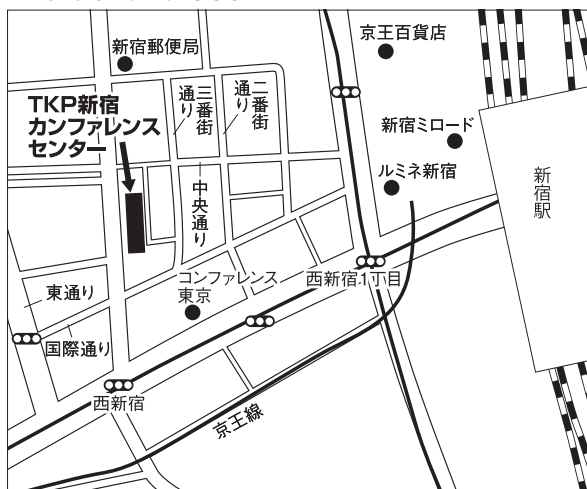 新宿郵便局
京王百貨店
三番街
通り
二番街
通り
TKP新宿
カンファレンス
センター
新宿ミロード
ルミネ新宿
新宿駅
中央通り
コンファレンス
東京
西新宿1丁目
東通り
国際通り
西新宿
京王線